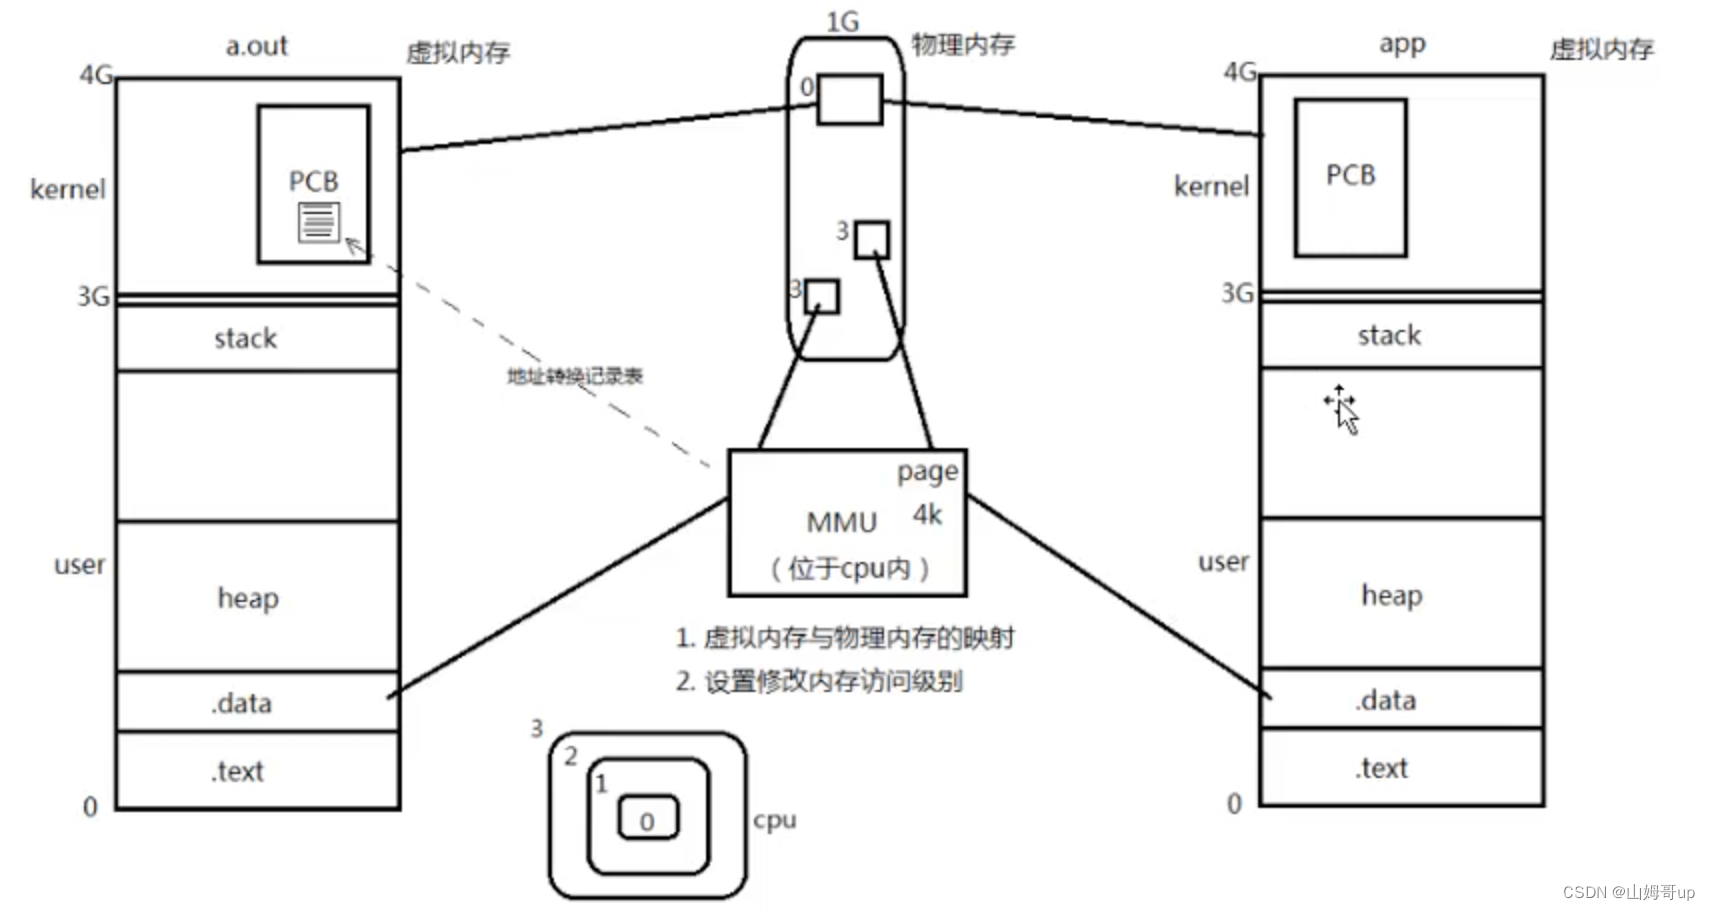 a.out
虚拟内存
4G
PCB
kernel
3G
stack
user
heap
.data
.text
0
地址转换记录表
1G
物理内存
0
3
3
page
4k
MMU
（位于cpu内）
1. 虚拟内存与物理内存的映射
2. 设置修改内存访问级别
3
2
1
0
cpu
app
虚拟内存
4G
PCB
kernel
3G
stack
user
heap
.data
.text
0
CSDN @山姆哥up